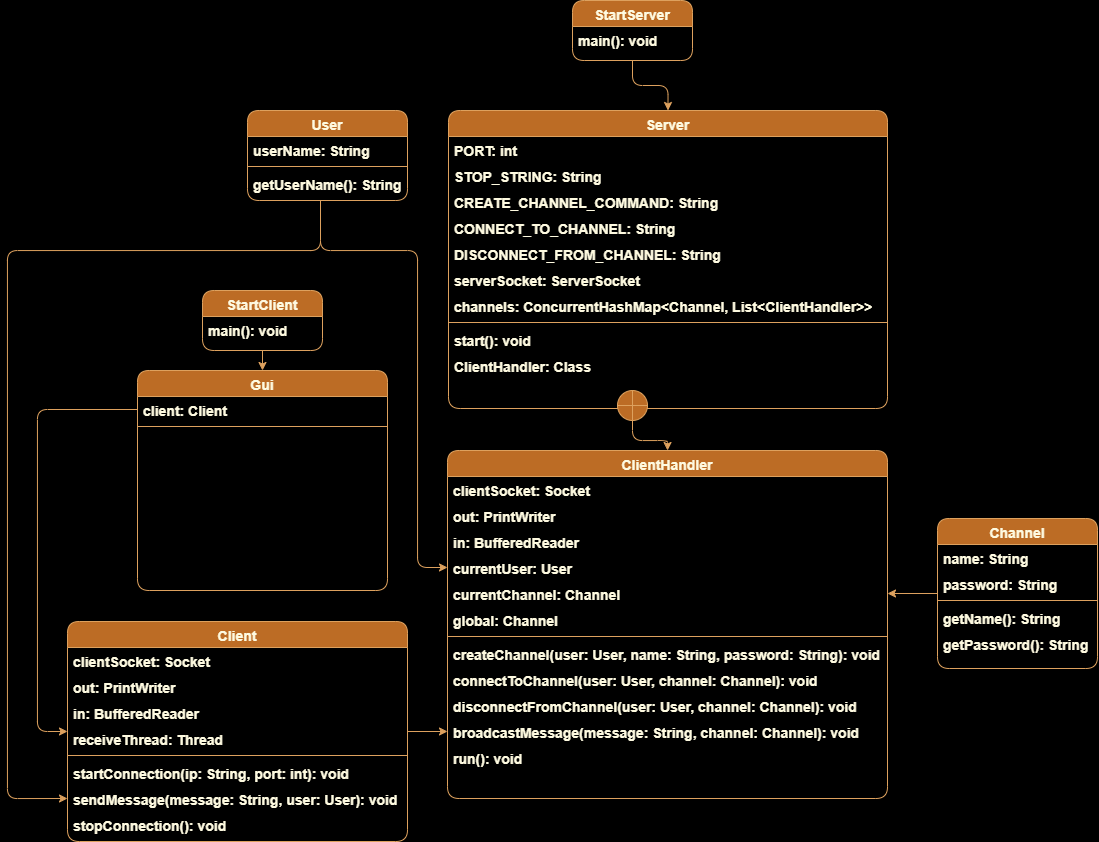 StartServer
main(): void
User
userName: String
getUserName(): String
Server
PORT: int
STOP_STRING: String
CREATE_CHANNEL_COMMAND: String
CONNECT_TO_CHANNEL: String
DISCONNECT_FROM_CHANNEL: String
serverSocket: ServerSocket
channels: ConcurrentHashMap<Channel, List<ClientHandler>>
start(): void
ClientHandler: Class
StartClient
main(): void
Gui
client: Client
ClientHandler
clientSocket: Socket
out: PrintWriter
in: BufferedReader
currentUser: User
currentChannel: Channel
global: Channel
createChannel(user: User, name: String, password: String): void
connectToChannel(user: User, channel: Channel): void
disconnectFromChannel(user: User, channel: Channel): void
broadcastMessage(message: String, channel: Channel): void
run(): void
Channel
name: String
password: String
getName(): String
getPassword(): String
Client
clientSocket: Socket
out: PrintWriter
in: BufferedReader
receiveThread: Thread
startConnection(ip: String, port: int): void
sendMessage(message: String, user: User): void
stopConnection(): void